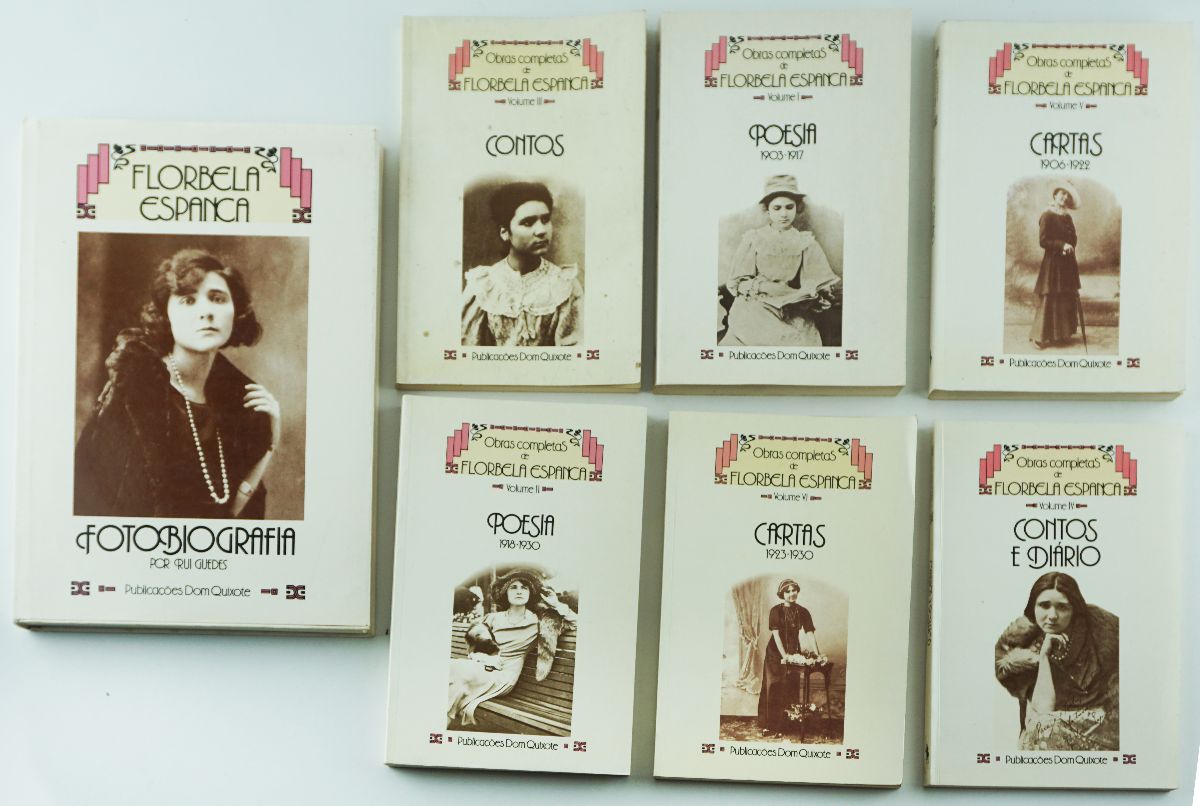 FLORBELA
ESPANCA
FOTOBIOGRAFIA
POR RUI GUEDES
Publicações Dom Quixote
Obras completas
de
FLORBELA ESPANCA
Volume III
CONTOS
Publicações Dom Quixote
Obras completas
de
FLORBELA ESPANCA
Volume I
POESIA
1903-1917
Publicações Dom Quixote
Obras completas
de
FLORBELA ESPANCA
Volume V
CARTAS
1906-1922
Publicações Dom Quixote
Obras completas
de
FLORBELA ESPANCA
Volume II
POESIA
1918-1930
Publicações Dom Quixote
Obras completas
de
FLORBELA ESPANCA
Volume VI
CARTAS
1923-1930
Publicações Dom Quixote
Obras completas
de
FLORBELA ESPANCA
Volume IV
CONTOS
E DIÁRIO
Publicações Dom Quixote